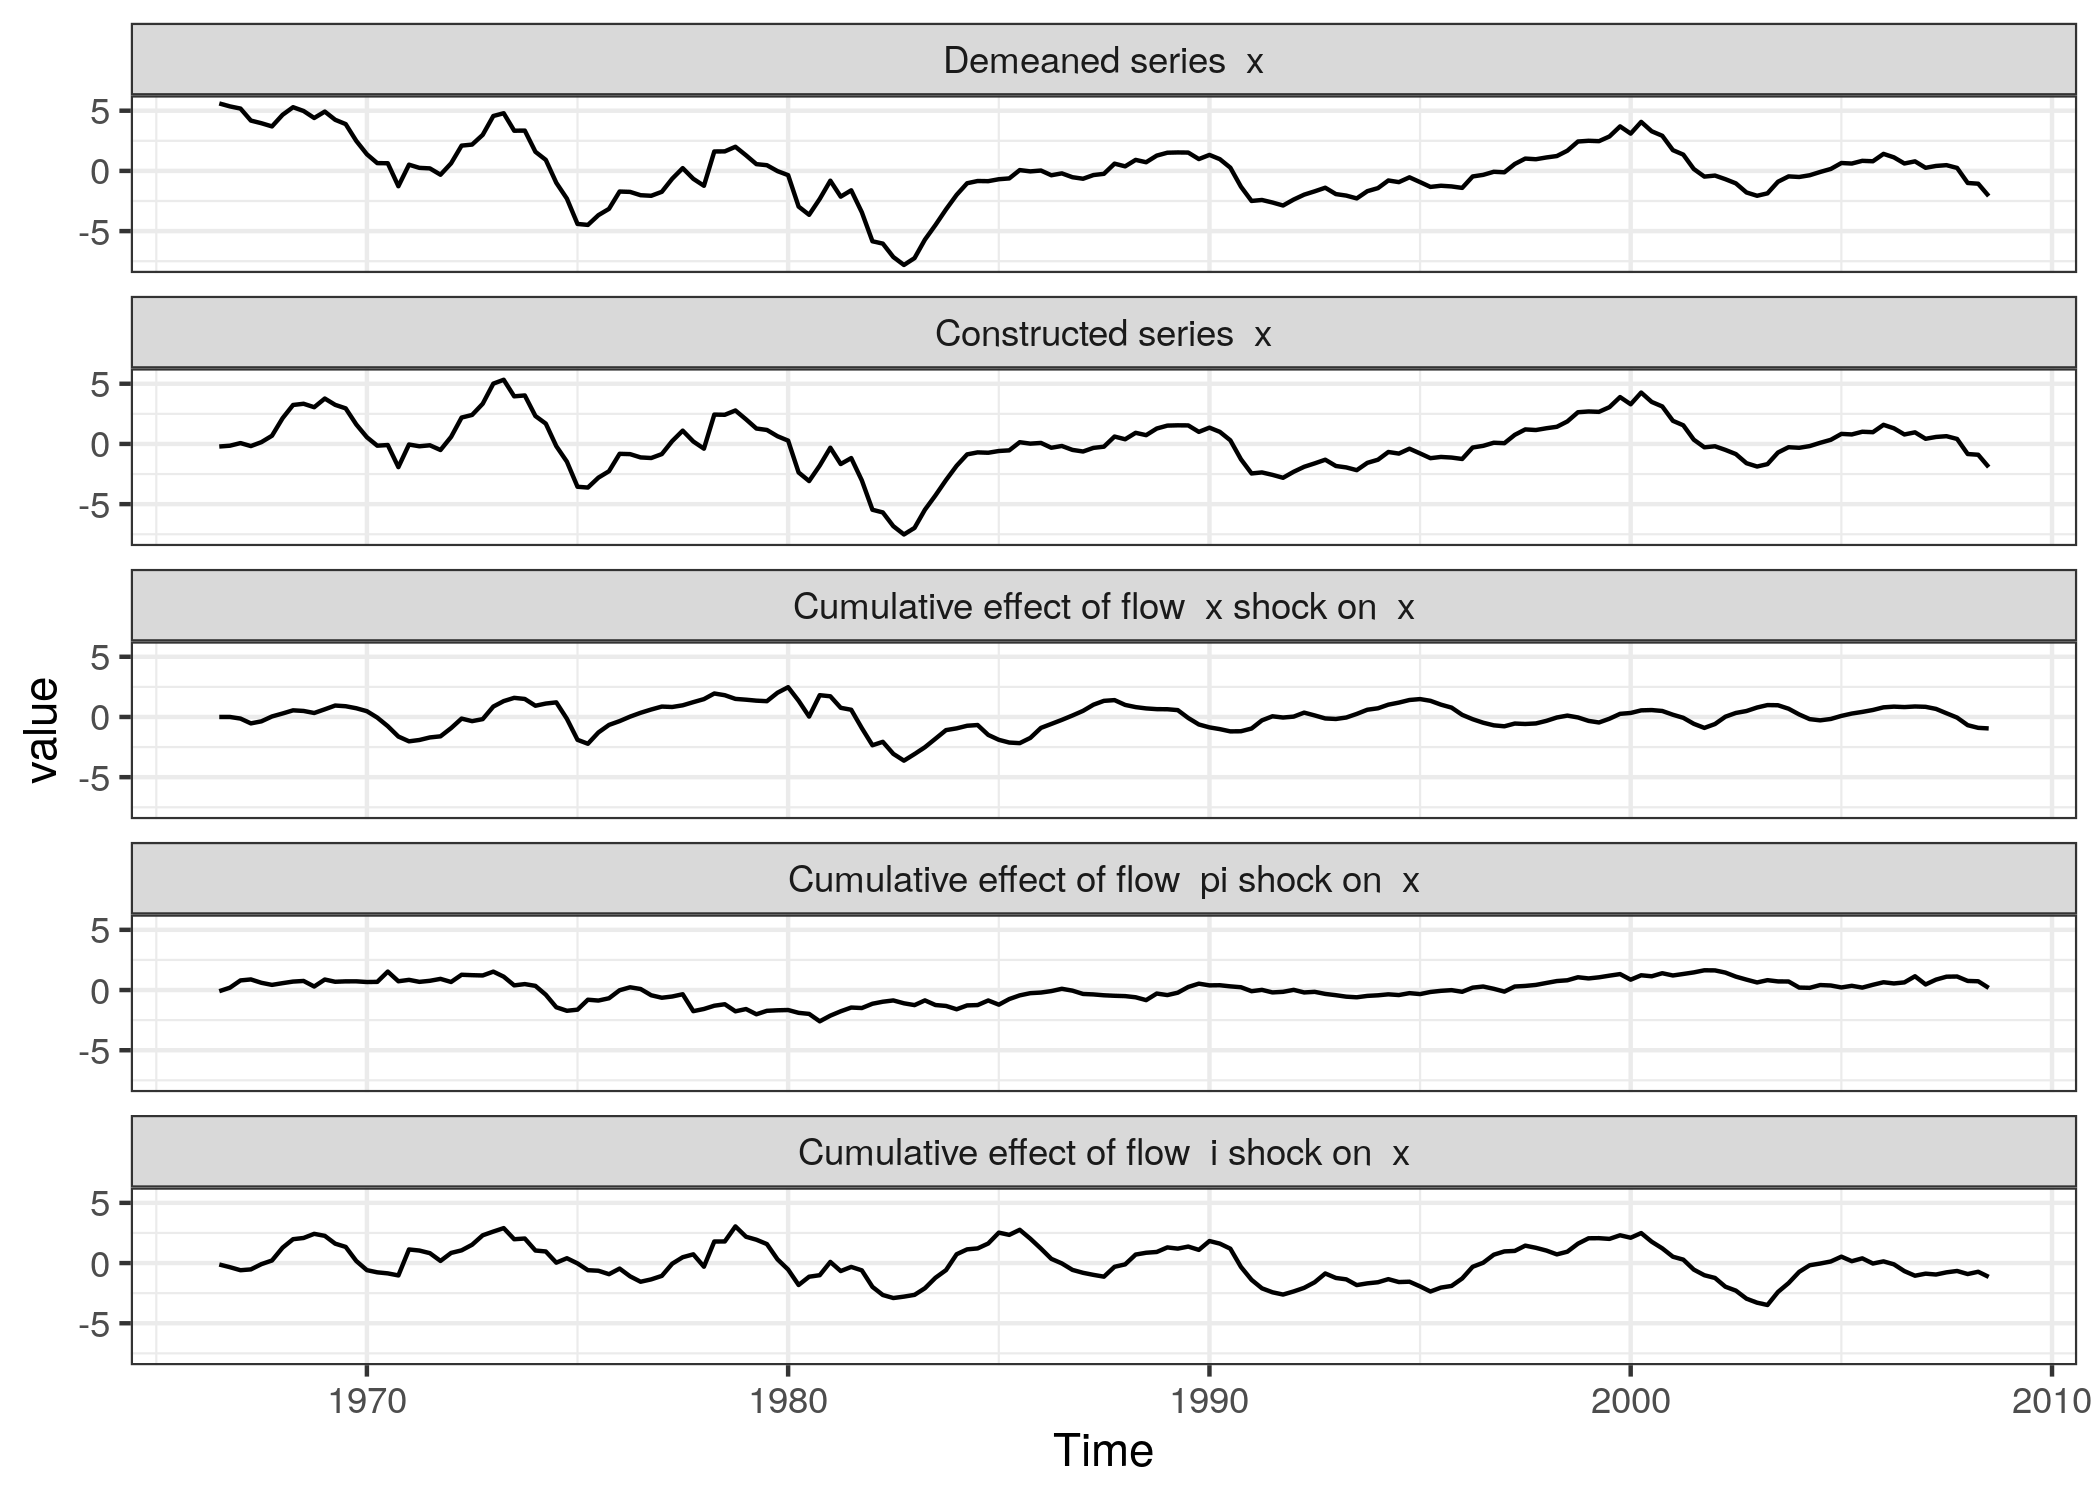 Demeaned series  x
5
0
-5
Constructed series  x
5
0
-5
Cumulative effect of flow  x shock on  x
5
0
-5
Cumulative effect of flow  pi shock on  x
5
0
-5
Cumulative effect of flow  i shock on  x
5
0
-5
value
1970 1980 1990 2000 2010
Time